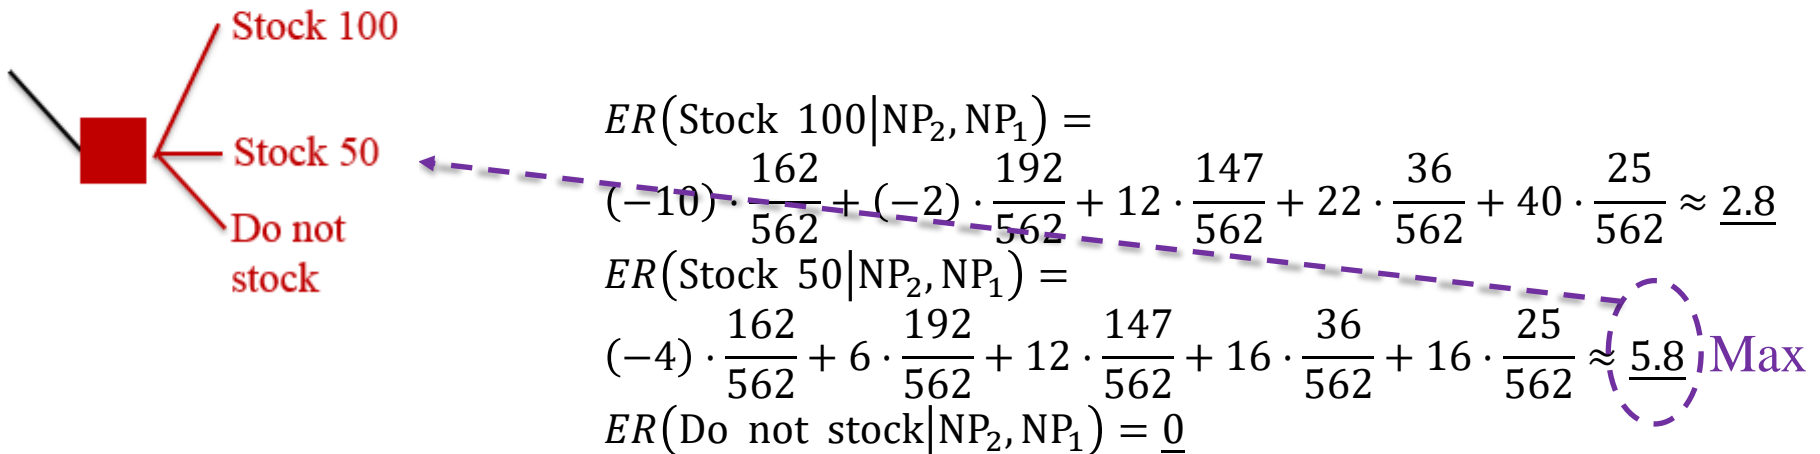 Stock 100
Stock 50
Do not
stock
ER(Stock 100|NP₂, NP₁) =
(−10) · 162/562 + (−2) · 192/562 + 12 · 147/562 + 22 · 36/562 + 40 · 25/562 ≈ 2.8
ER(Stock 50|NP₂, NP₁) =
(−4) · 162/562 + 6 · 192/562 + 12 · 147/562 + 16 · 36/562 + 16 · 25/562 ≈ 5.8 Max
ER(Do not stock|NP₂, NP₁) = 0